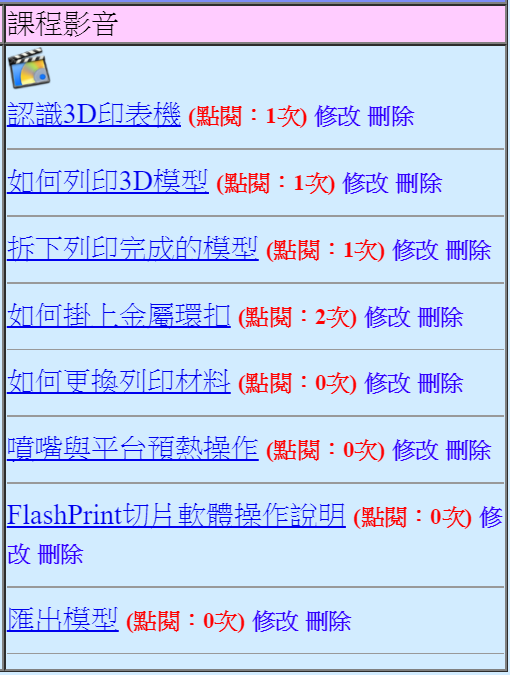 課程影音
認識3D印表機 (點閱：1次) 修改 刪除
如何列印3D模型 (點閱：1次) 修改 刪除
拆下列印完成的模型 (點閱：1次) 修改 刪除
如何掛上金屬環扣 (點閱：2次) 修改 刪除
如何更換列印材料 (點閱：0次) 修改 刪除
噴嘴與平台預熱操作 (點閱：0次) 修改 刪除
FlashPrint切片軟體操作說明 (點閱：0次) 修
改 刪除
匯出模型 (點閱：0次) 修改 刪除